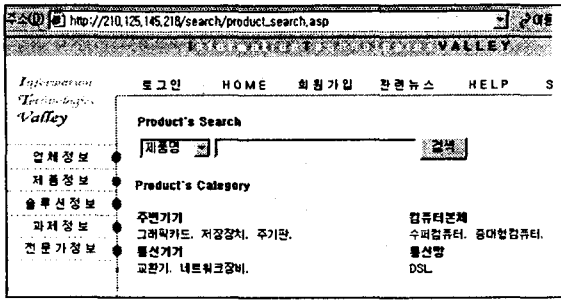 주소(D) http://210,125,145,218/search/product_search,asp 이동
Information Technologies VALLEY
Information
Technologies
Valley
로그인 HOME 회원가입 관련뉴스 HELP S
Product's Search
제품명 검색
업체정보
제품정보
솔루션정보
과제정보
전문가정보
Product's Category
주변기기 컴퓨터본체
그래픽카드, 저장장치, 주기판, 수퍼컴퓨터, 중대형컴퓨터,
통신기기 통신망
교환기, 네트워크장비, DSL,